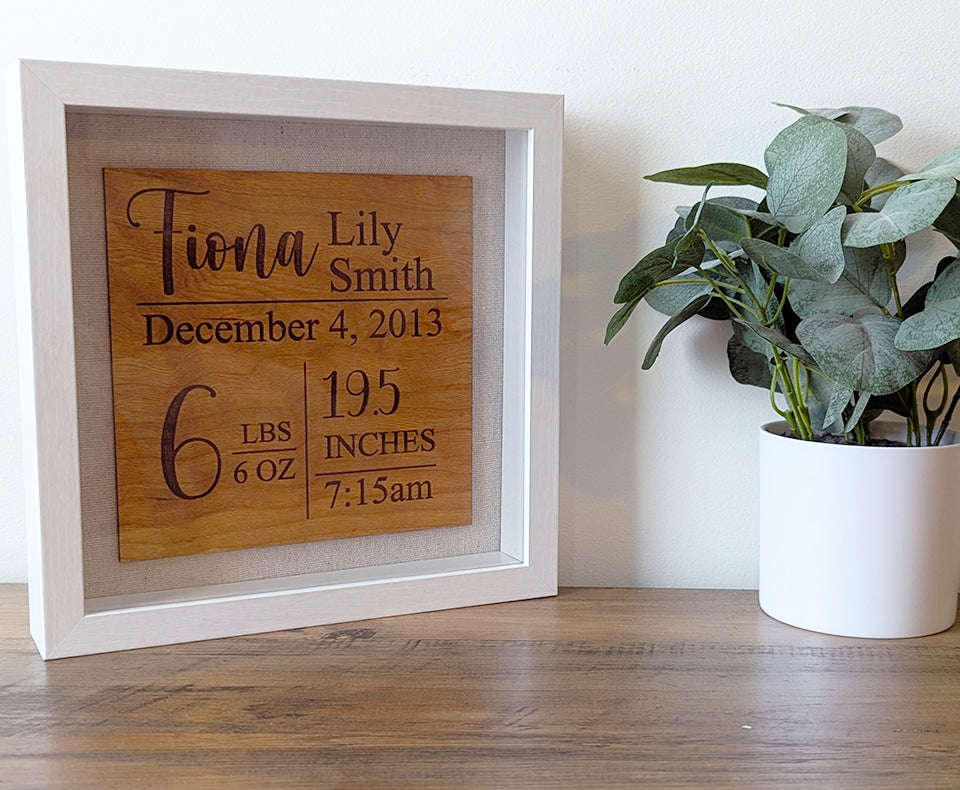 Fiona Lily
Smith
December 4, 2013
6 LBS
6 OZ
19.5
INCHES
7:15am